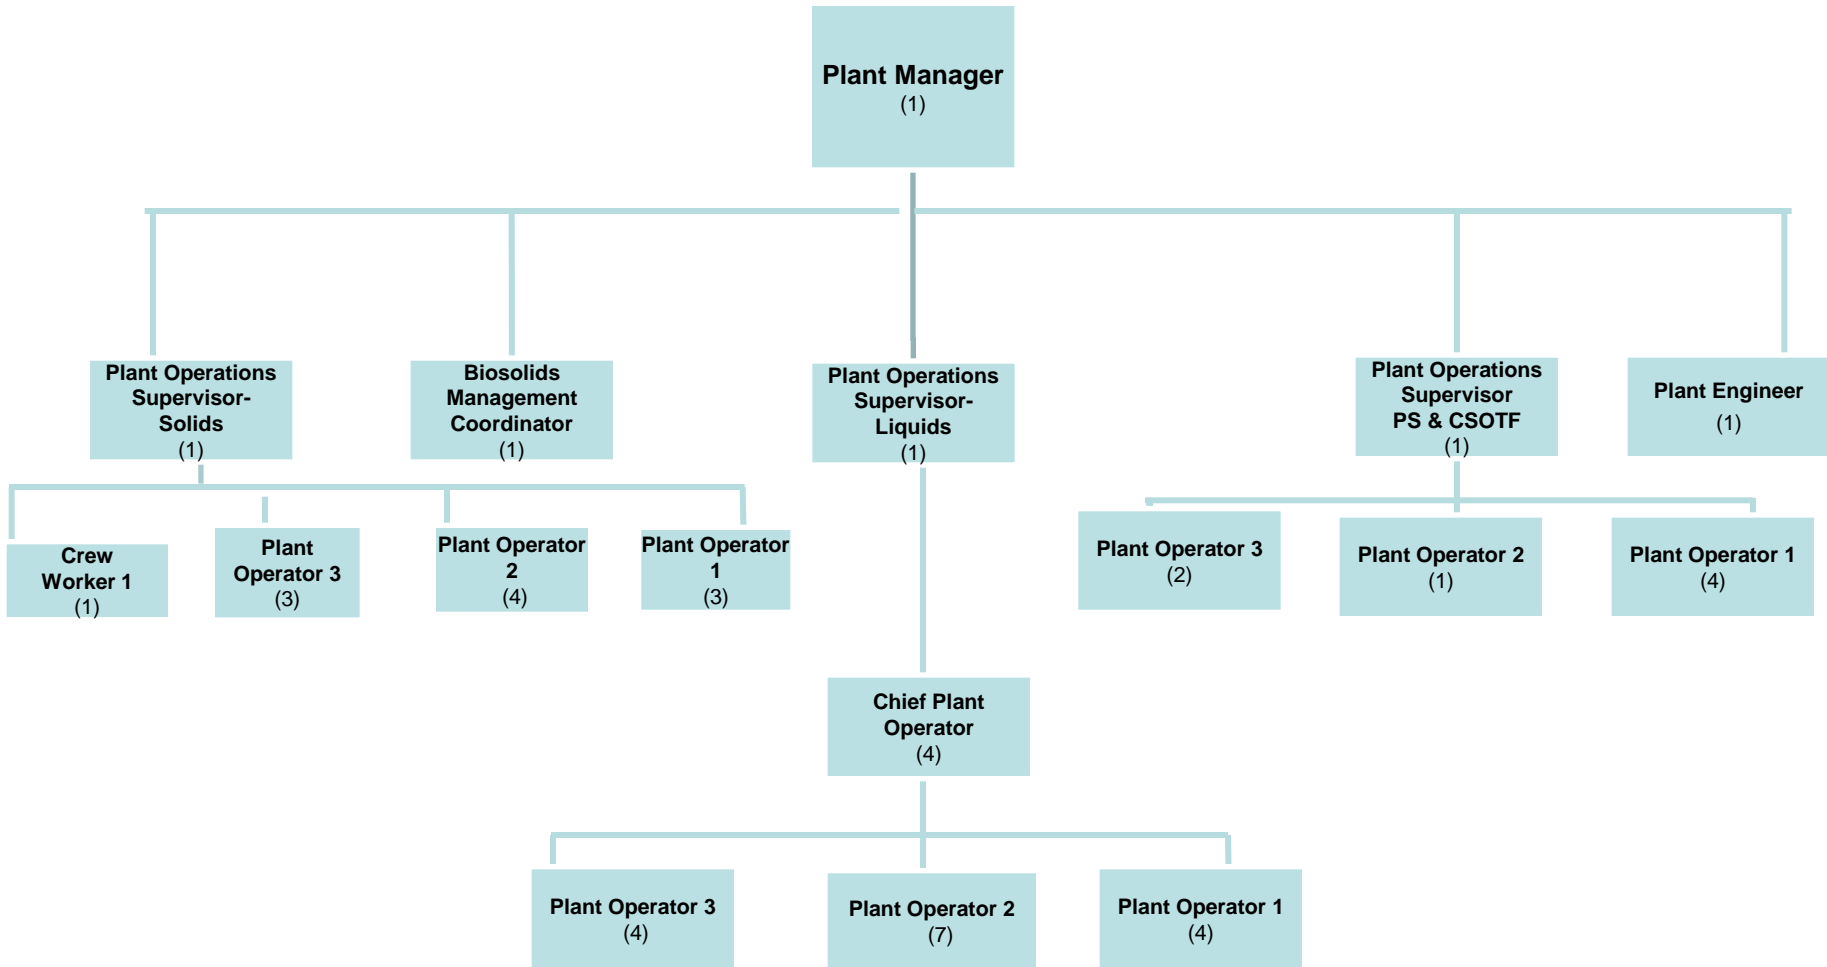 Plant Manager
(1)
Plant Operations
Supervisor-
Solids
(1)
Biosolids
Management
Coordinator
(1)
Plant Operations
Supervisor-
Liquids
(1)
Plant Operations
Supervisor
PS & CSOTF
(1)
Plant Engineer
(1)
Crew
Worker 1
(1)
Plant
Operator 3
(3)
Plant Operator
2
(4)
Plant Operator
1
(3)
Plant Operator 3
(2)
Plant Operator 2
(1)
Plant Operator 1
(4)
Chief Plant
Operator
(4)
Plant Operator 3
(4)
Plant Operator 2
(7)
Plant Operator 1
(4)